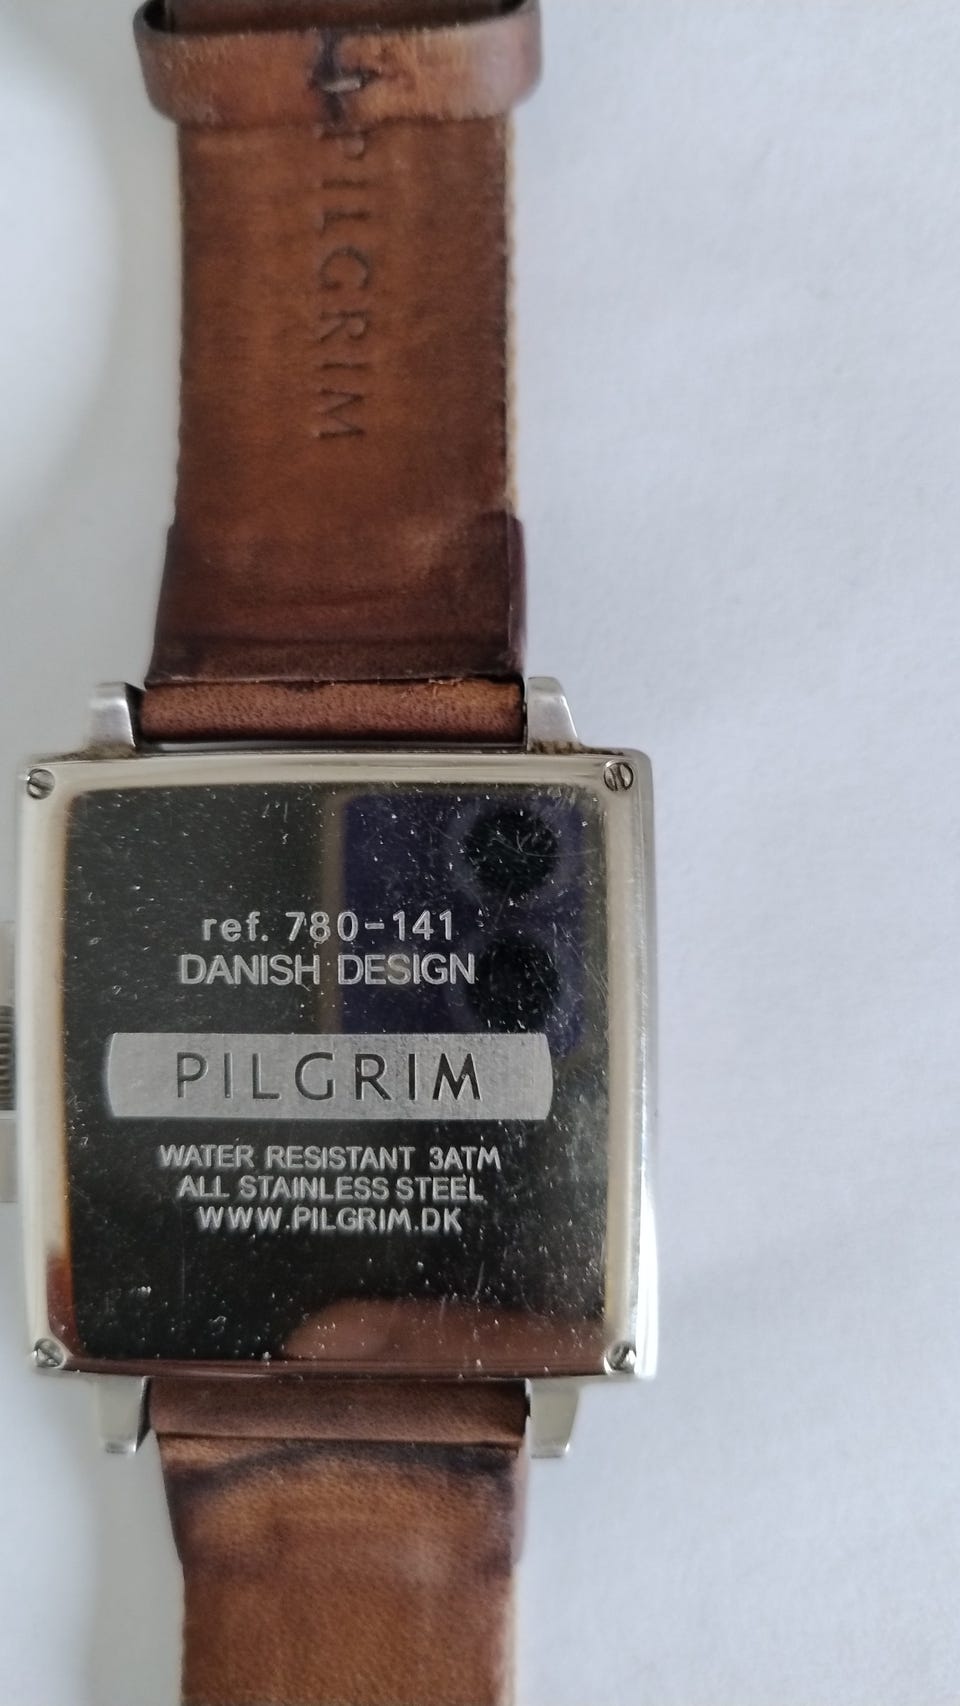 PILGRIM
ref. 780-141
DANISH DESIGN
PILGRIM
WATER RESISTANT 3ATM
ALL STAINLESS STEEL
WWW.PILGRIM.DK